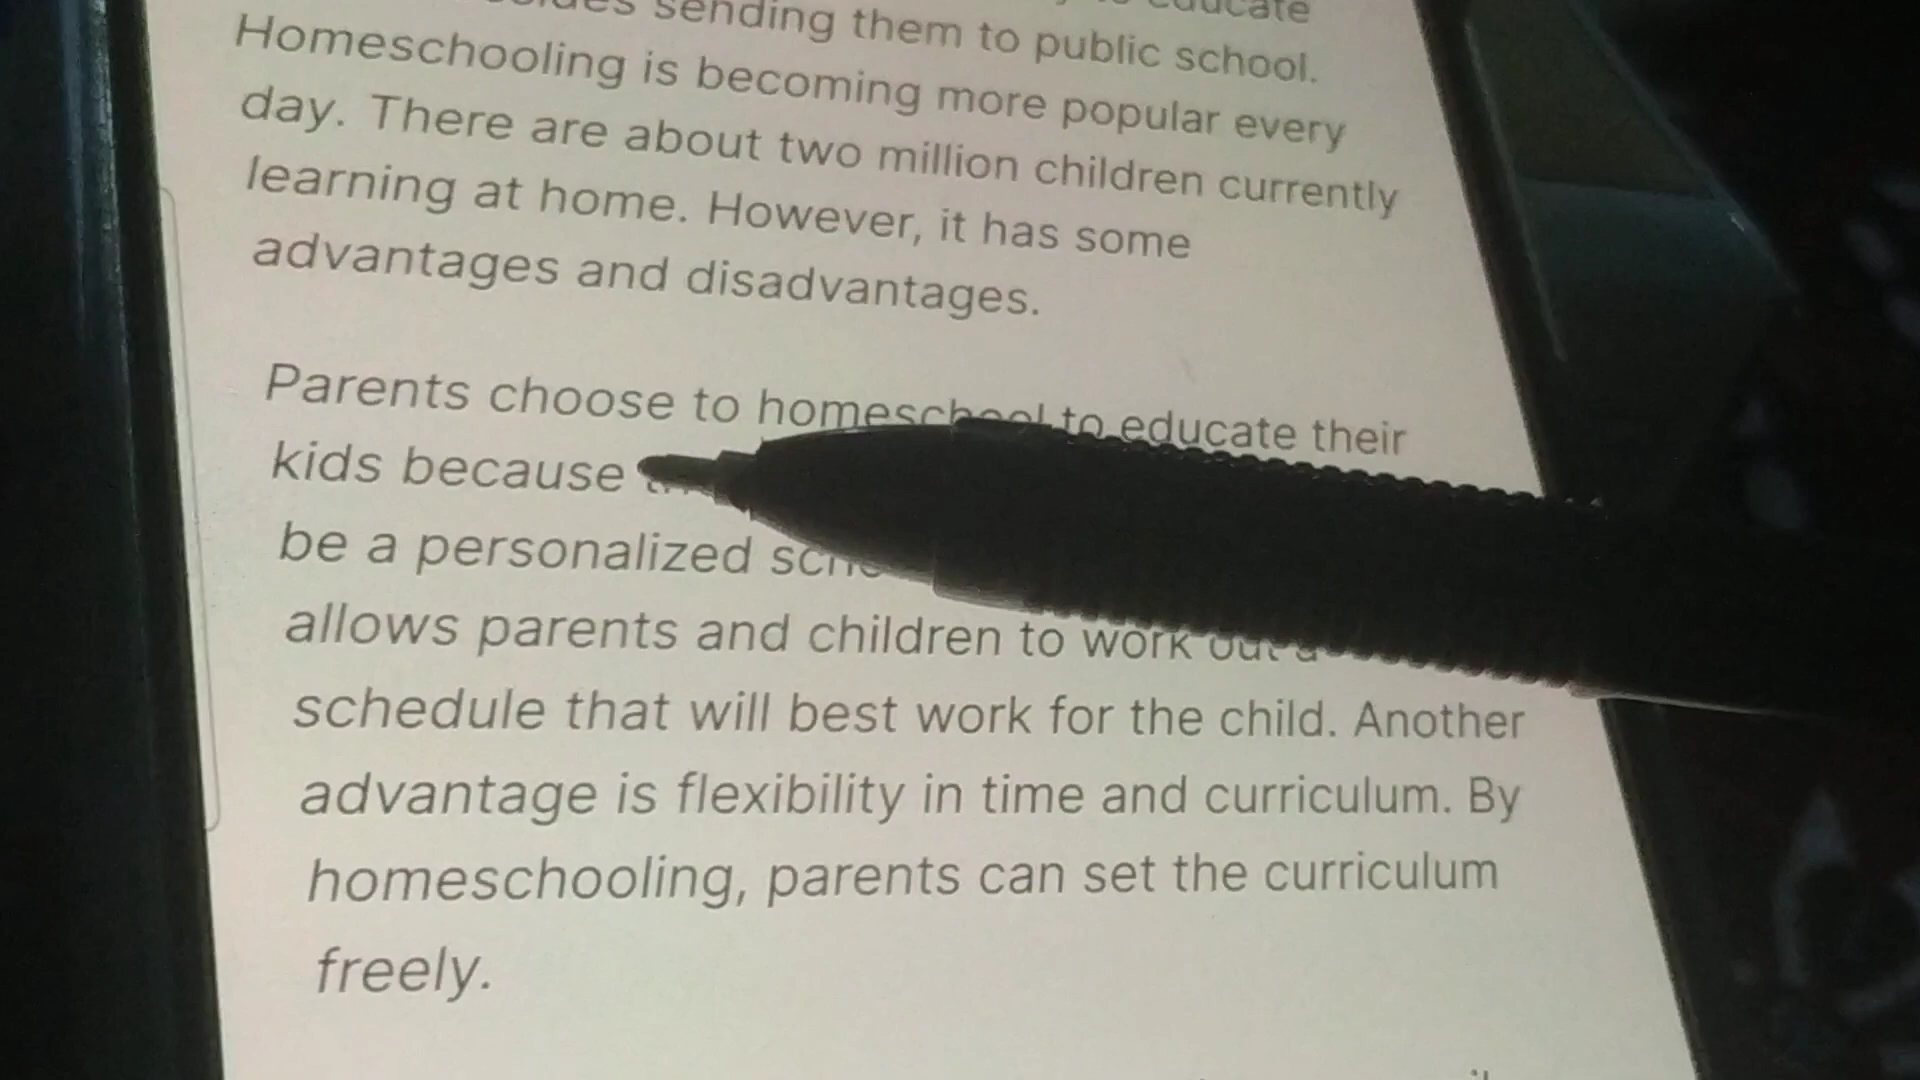 sending them to public school.
Homeschooling is becoming more popular every
day. There are about two million children currently
learning at home. However, it has some
advantages and disadvantages.
Parents choose to homeschool to educate their
kids because
be a personalized
allows parents and children to work out a
schedule that will best work for the child. Another
advantage is flexibility in time and curriculum. By
homeschooling, parents can set the curriculum
freely.